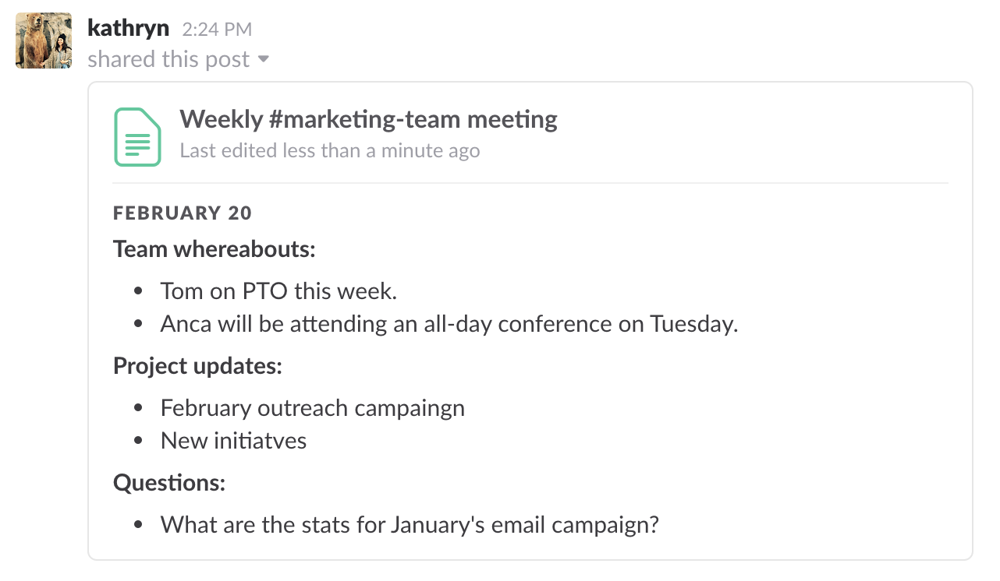 kathryn 2:24 PM
shared this post
Weekly #marketing-team meeting
Last edited less than a minute ago
FEBRUARY 20
Team whereabouts:
• Tom on PTO this week.
• Anca will be attending an all-day conference on Tuesday.
Project updates:
• February outreach campaingn
• New initiatves
Questions:
• What are the stats for January's email campaign?